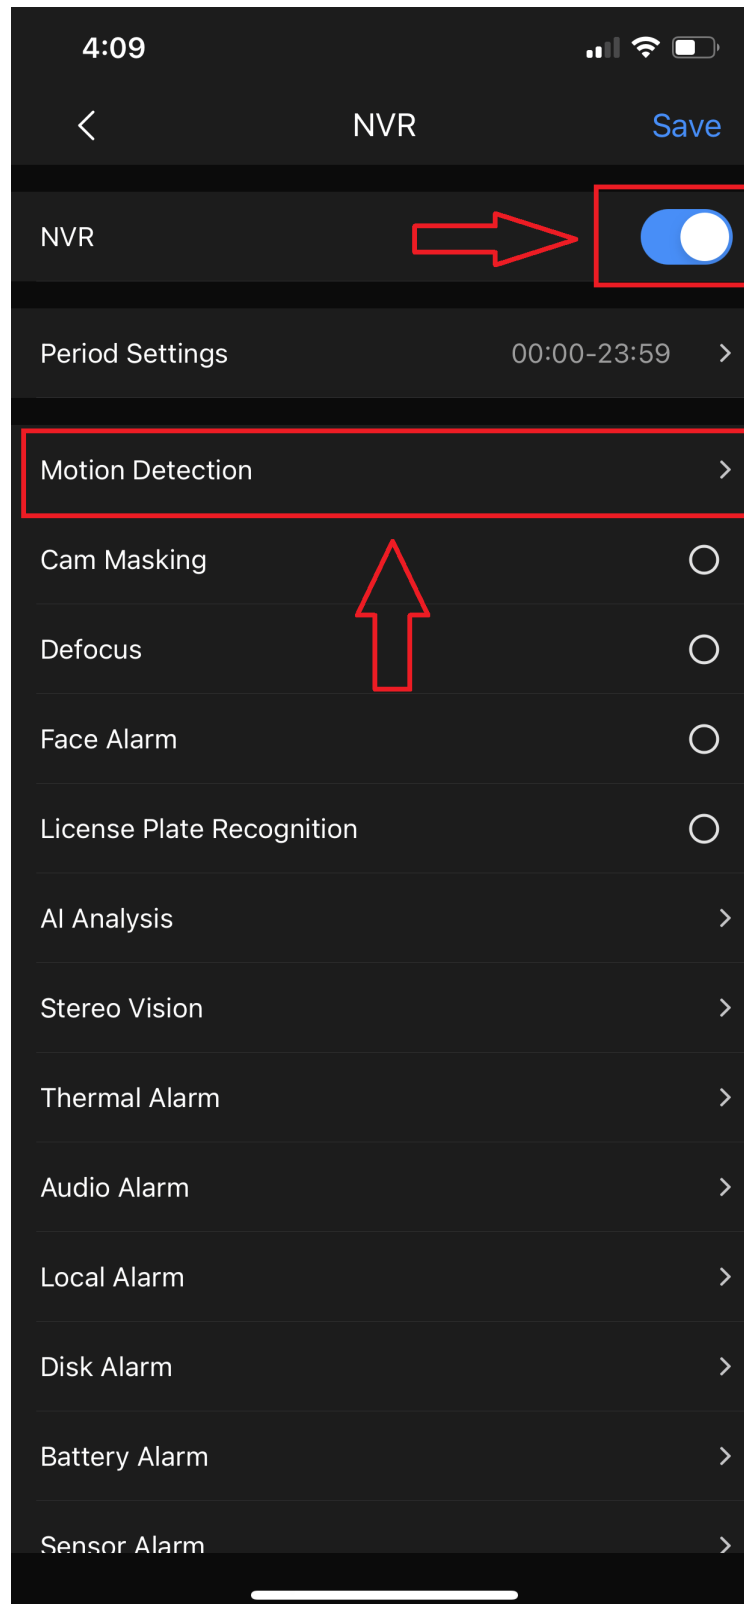 4:09
NVR Save
NVR
Period Settings 00:00-23:59
Motion Detection
Cam Masking
Defocus
Face Alarm
License Plate Recognition
AI Analysis
Stereo Vision
Thermal Alarm
Audio Alarm
Local Alarm
Disk Alarm
Battery Alarm
Sensor Alarm